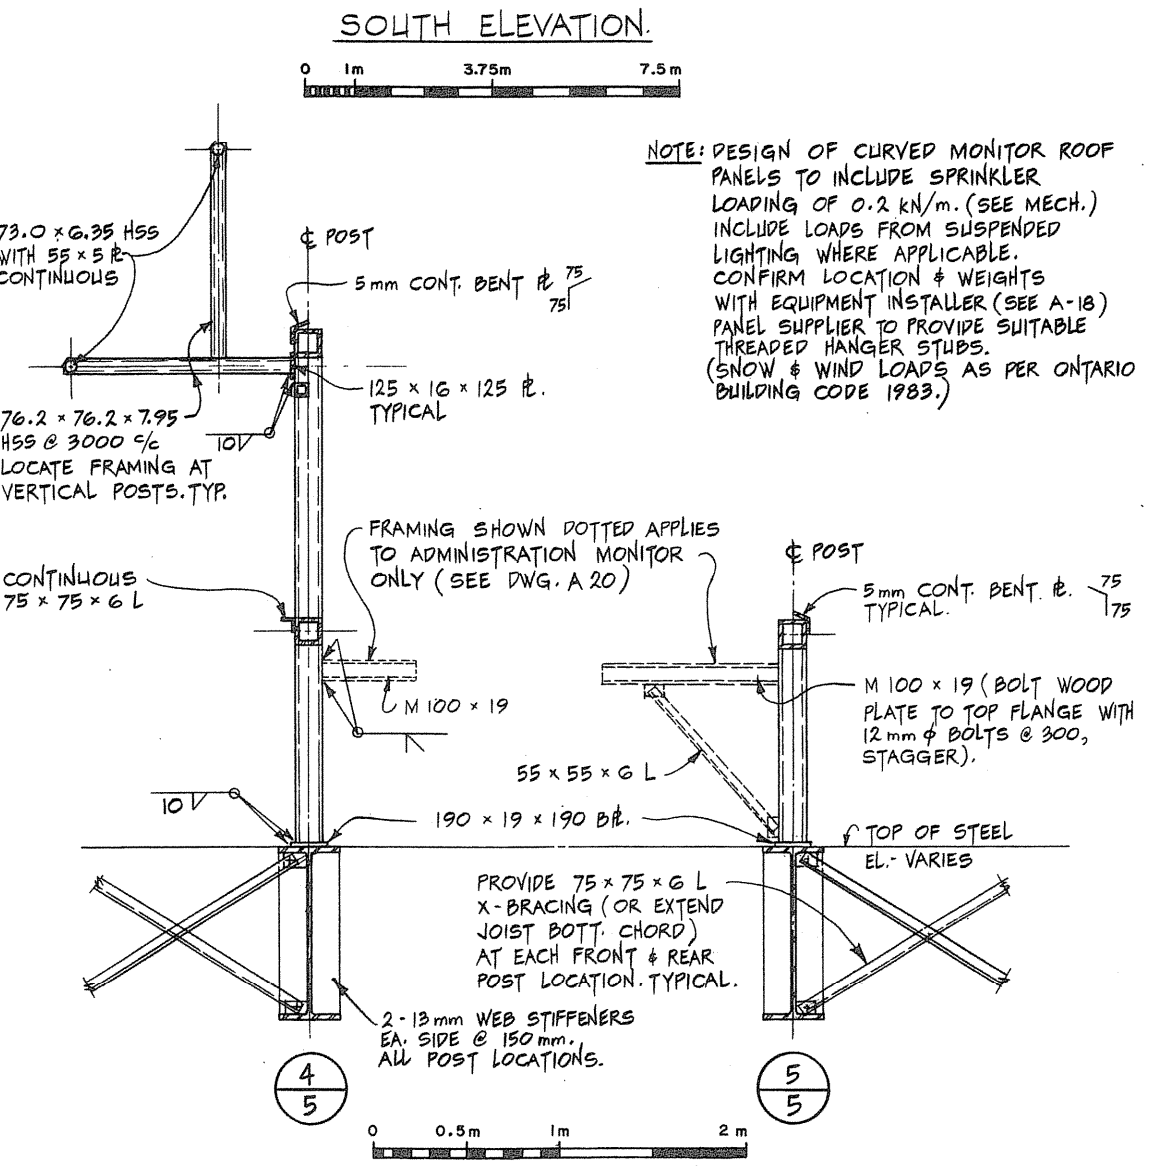 SOUTH ELEVATION.
0 1m 3.75m 7.5m
NOTE: DESIGN OF CURVED MONITOR ROOF
PANELS TO INCLUDE SPRINKLER
LOADING OF 0.2 kN/m. (SEE MECH.)
INCLUDE LOADS FROM SUSPENDED
LIGHTING WHERE APPLICABLE.
CONFIRM LOCATION & WEIGHTS
WITH EQUIPMENT INSTALLER (SEE A-18)
PANEL SUPPLIER TO PROVIDE SUITABLE
THREADED HANGER STUBS.
(SNOW & WIND LOADS AS PER ONTARIO
BUILDING CODE 1983.)
73.0 × 6.35 HSS
WITH 55 × 5 PL
CONTINUOUS
℄ POST
5mm CONT. BENT PL 75
75
125 × 16 × 125 PL.
TYPICAL
76.2 × 76.2 × 7.95
HSS @ 3000 c/c
LOCATE FRAMING AT
VERTICAL POSTS. TYP.
10
FRAMING SHOWN DOTTED APPLIES
TO ADMINISTRATION MONITOR
ONLY (SEE DWG. A 20)
CONTINUOUS
75 × 75 × 6 L
℄ POST
5mm CONT. BENT. PL. 75
TYPICAL. 75
M 100 × 19
M 100 × 19 (BOLT WOOD
PLATE TO TOP FLANGE WITH
12 mm φ BOLTS @ 300,
STAGGER).
55 × 55 × 6 L
10
190 × 19 × 190 B PL.
TOP OF STEEL
EL.- VARIES
PROVIDE 75 × 75 × 6 L
X-BRACING (OR EXTEND
JOIST BOTT. CHORD)
AT EACH FRONT & REAR
POST LOCATION. TYPICAL.
2-13mm WEB STIFFENERS
EA. SIDE @ 150 mm.
ALL POST LOCATIONS.
4
5
5
5
0 0.5m 1m 2m